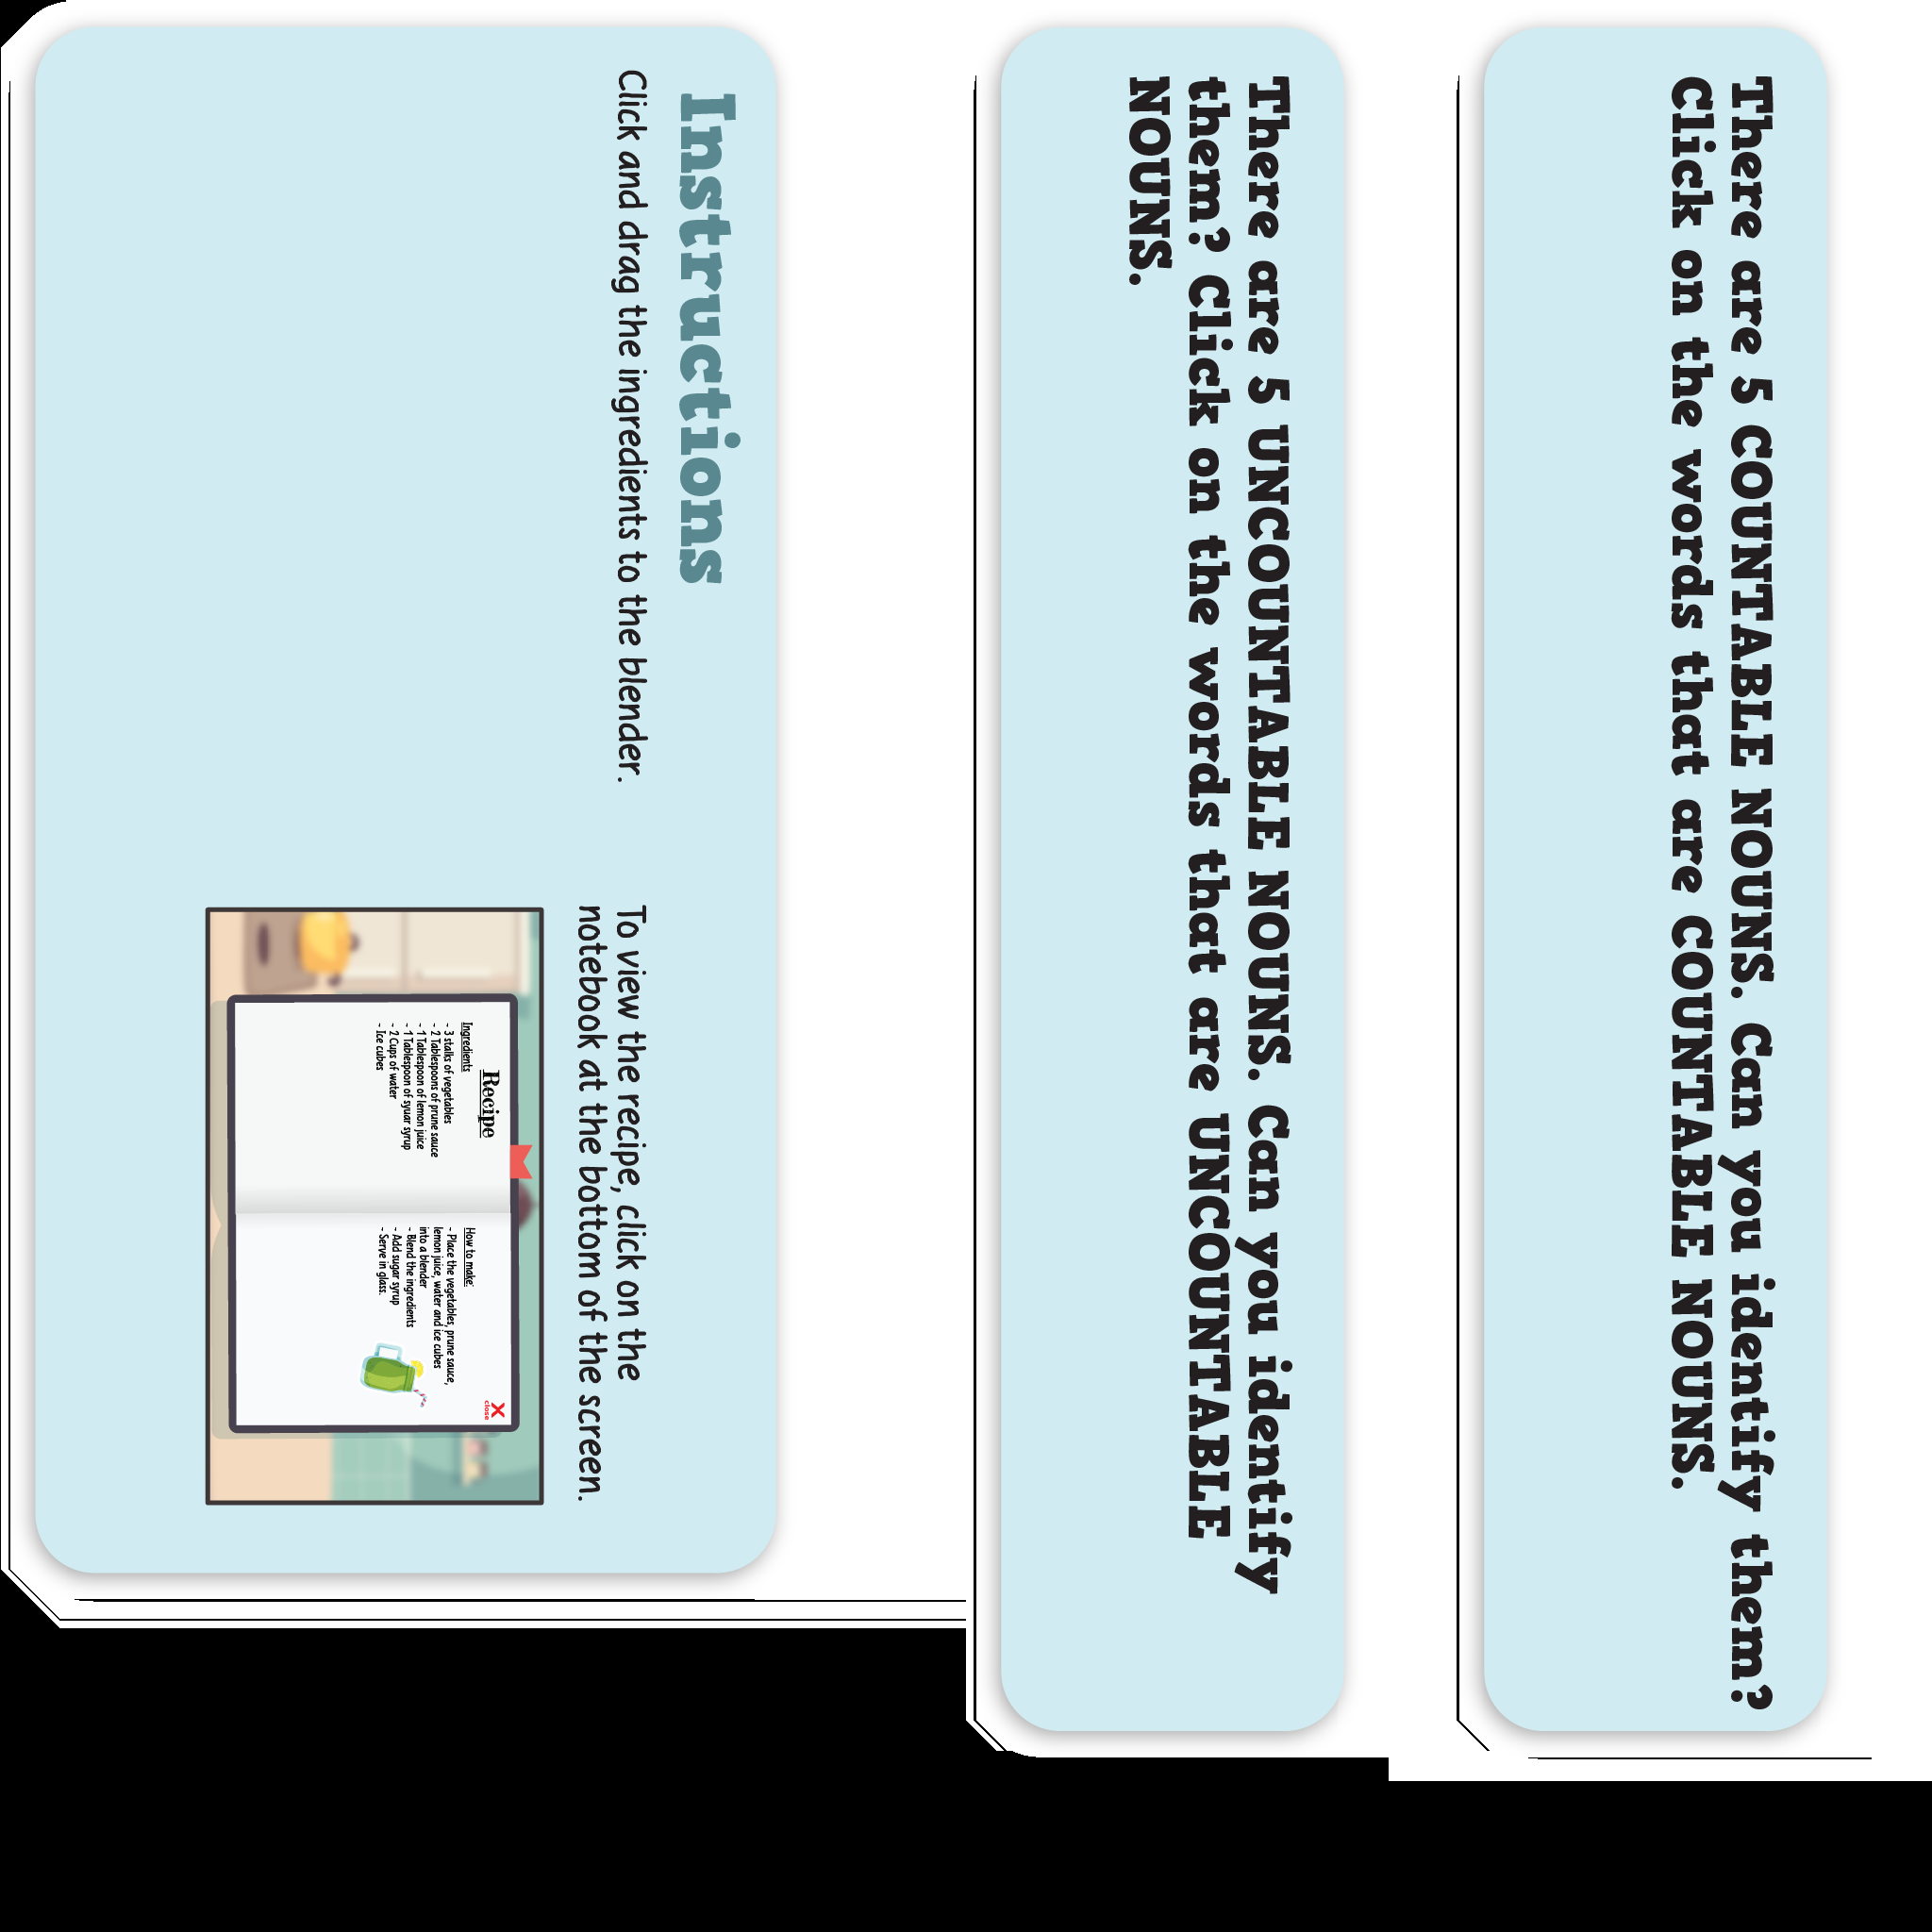 There are 5 COUNTABLE NOUNS. Can you identify them?
Click on the words that are COUNTABLE NOUNS.
There are 5 UNCOUNTABLE NOUNS. Can you identify
them? Click on the words that are UNCOUNTABLE
NOUNS.
Instructions
Click and drag the ingredients to the blender.
To view the recipe, click on the
notebook at the bottom of the screen.
Recipe
Ingredients
- 3 stalks of vegetables
- 2 Tablespoons of prune sauce
- 1 Tablespoon of lemon juice
- 1 Tablespoon of syuar syrup
- 2 Cups of water
- Ice cubes
How to make:
- Place the vegetables, prune sauce,
lemon juice, water and ice cubes
into a blender
- Blend the ingredients
- Add sugar syrup
- Serve in glass.
X
close